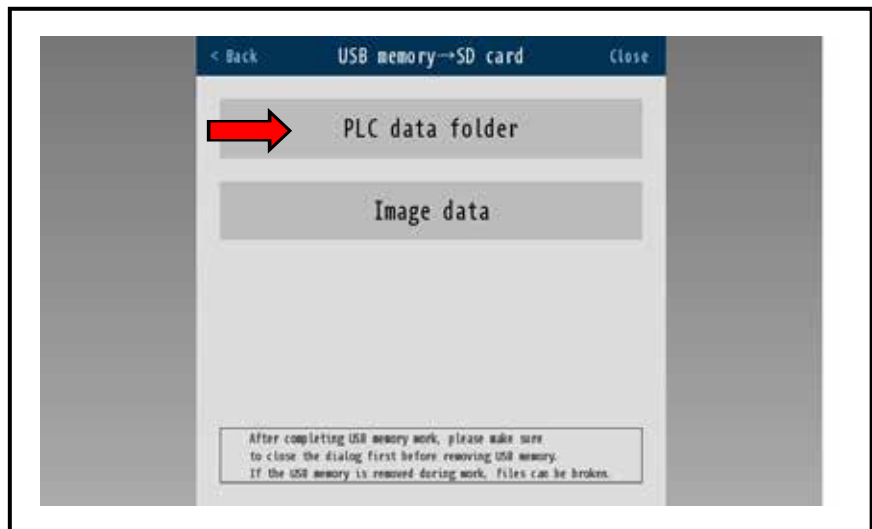 < Back USB memory→SD card Close
PLC data folder
Image data
After completing USB memory work, please make sure
to close the dialog first before removing USB memory.
If the USB memory is removed during work, files can be broken.